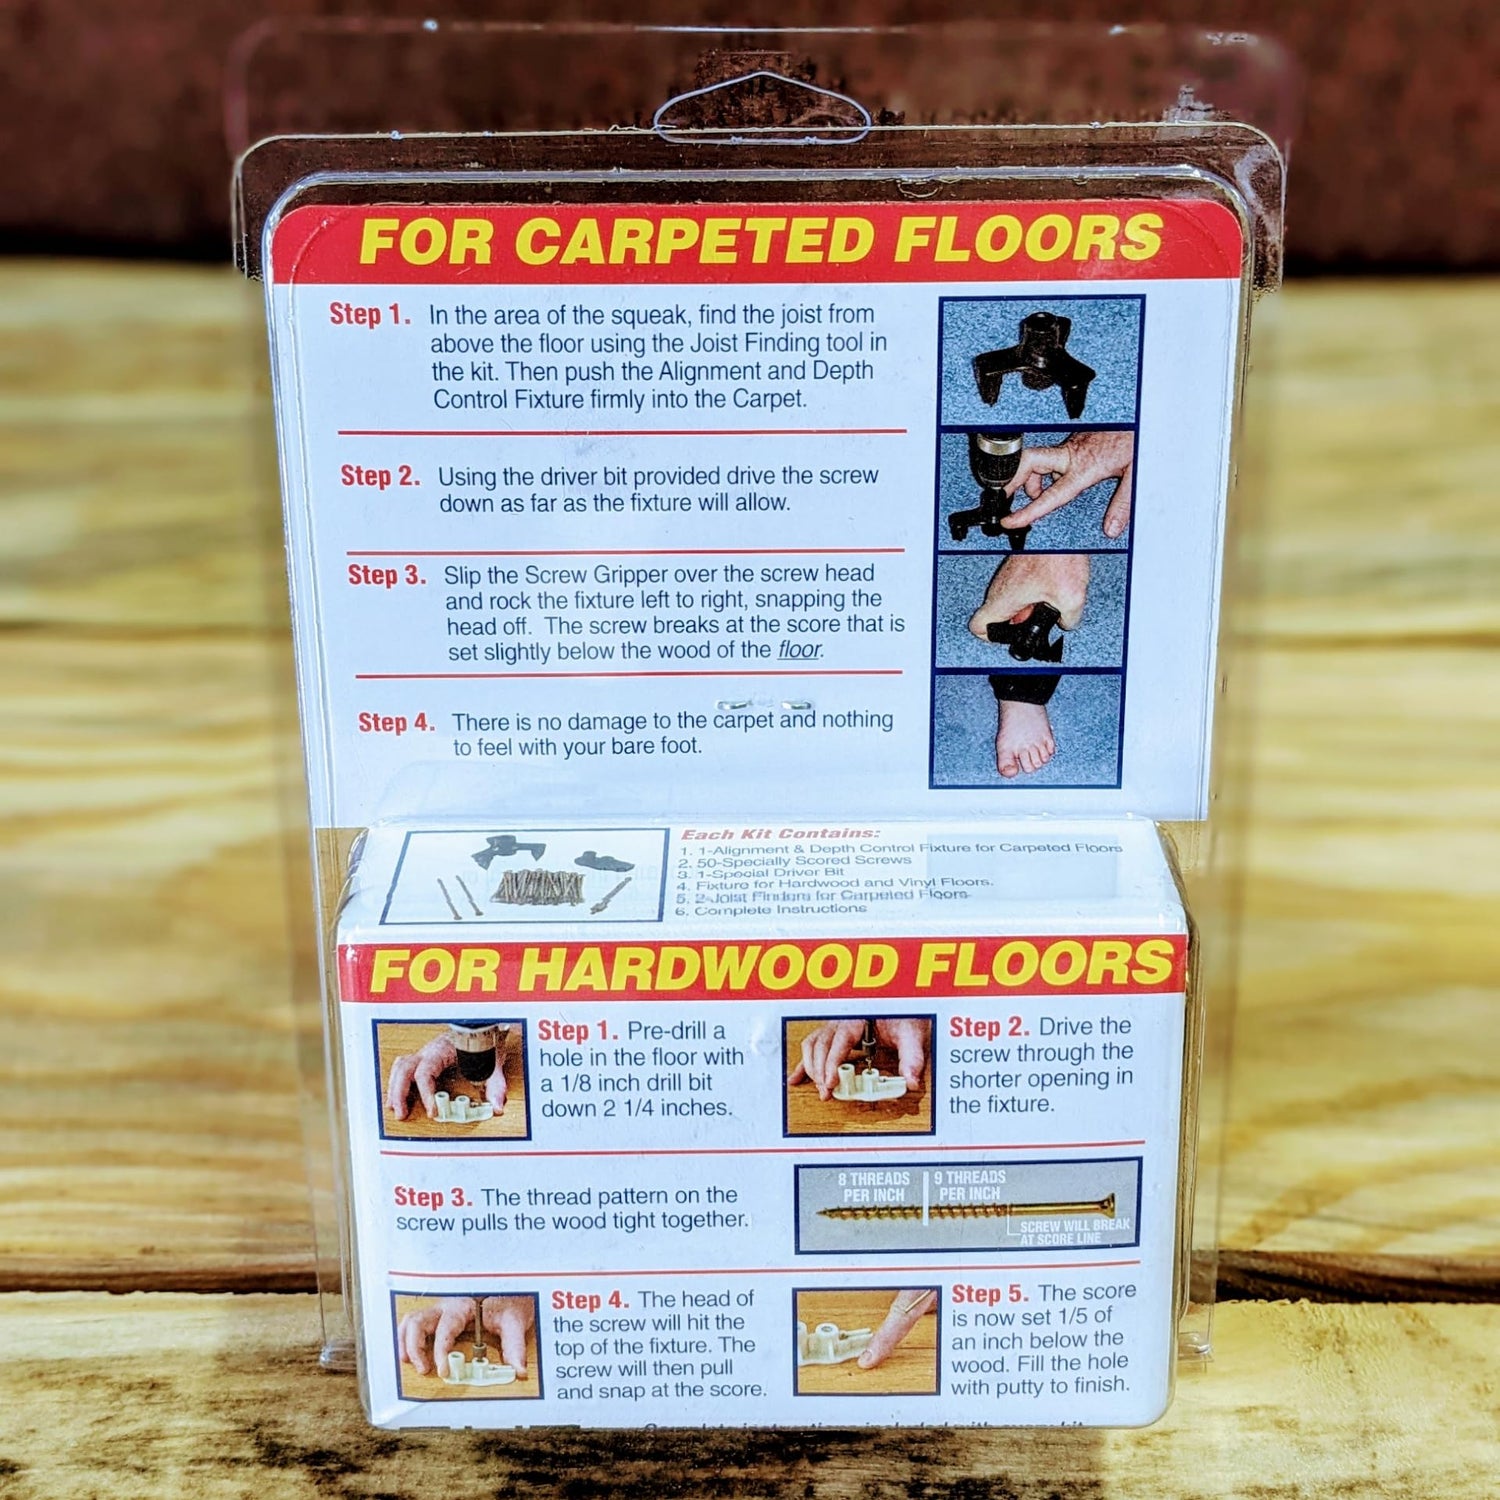 FOR CARPETED FLOORS
Step 1. In the area of the squeak, find the joist from
above the floor using the Joist Finding tool in
the kit. Then push the Alignment and Depth
Control Fixture firmly into the Carpet.
Step 2. Using the driver bit provided drive the screw
down as far as the fixture will allow.
Step 3. Slip the Screw Gripper over the screw head
and rock the fixture left to right, snapping the
head off. The screw breaks at the score that is
set slightly below the wood of the floor.
Step 4. There is no damage to the carpet and nothing
to feel with your bare foot.
Each Kit Contains:
1. 1-Alignment & Depth Control Fixture for Carpeted Floors
2. 50-Specially Scored Screws
3. 1-Special Driver Bit
4. Fixture for Hardwood and Vinyl Floors.
5. 2-Joist Finders for Carpeted Floors
6. Complete Instructions
FOR HARDWOOD FLOORS
Step 1. Pre-drill a
hole in the floor with
a 1/8 inch drill bit
down 2 1/4 inches.
Step 2. Drive the
screw through the
shorter opening in
the fixture.
Step 3. The thread pattern on the
screw pulls the wood tight together.
8 THREADS
PER INCH
9 THREADS
PER INCH
SCREW WILL BREAK
AT SCORE LINE
Step 4. The head of
the screw will hit the
top of the fixture. The
screw will then pull
and snap at the score.
Step 5. The score
is now set 1/5 of
an inch below the
wood. Fill the hole
with putty to finish.
Complete instructions included with every kit